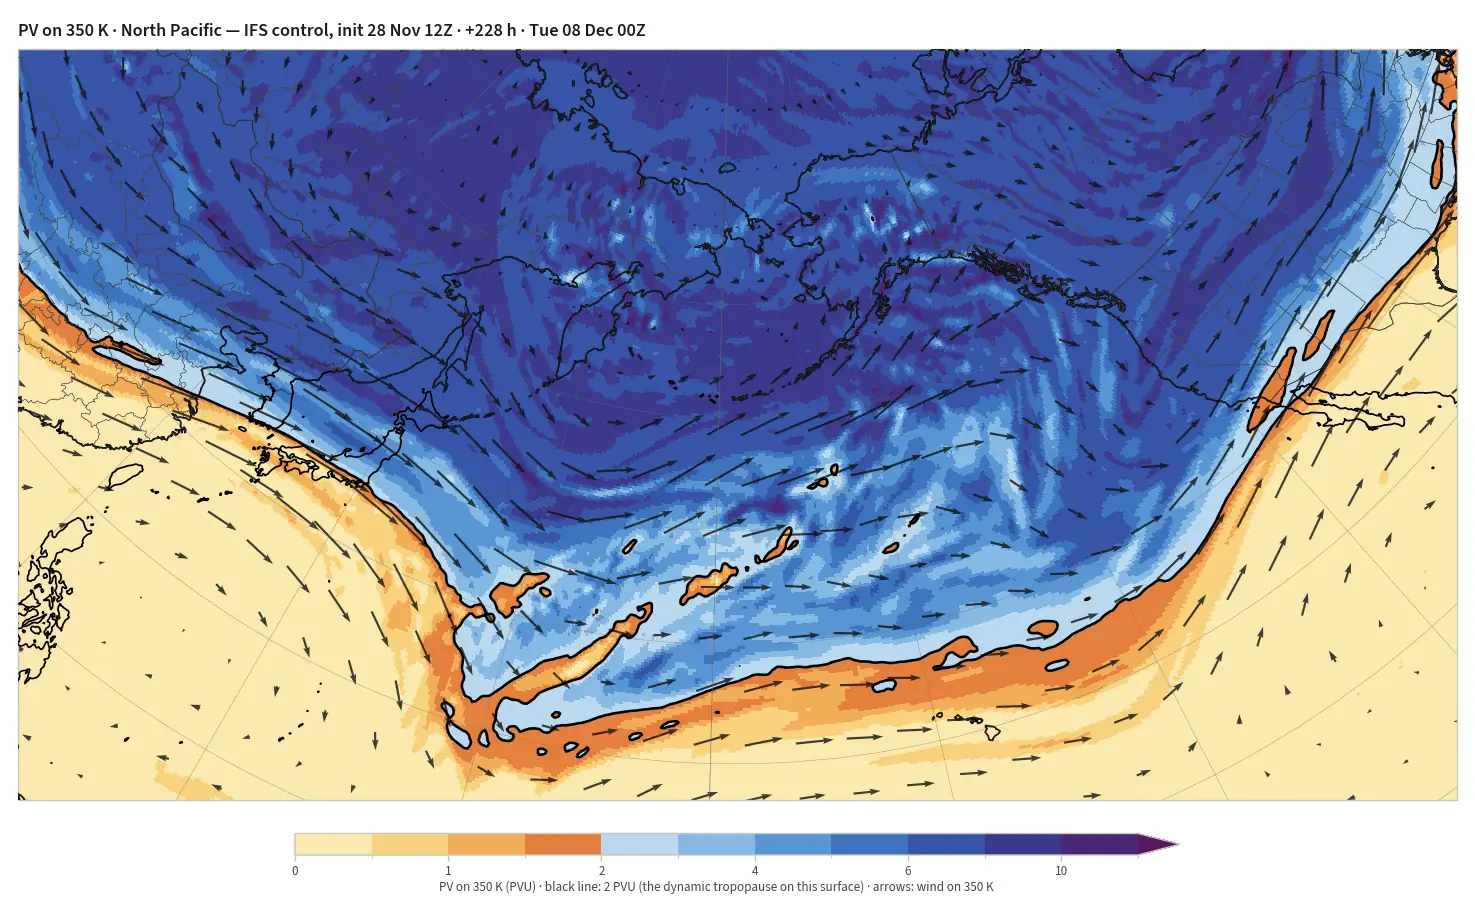 PV on 350 K · North Pacific — IFS control, init 28 Nov 12Z · +228 h · Tue 08 Dec 00Z
0 1 2 4 6 10
PV on 350 K (PVU) · black line: 2 PVU (the dynamic tropopause on this surface) · arrows: wind on 350 K